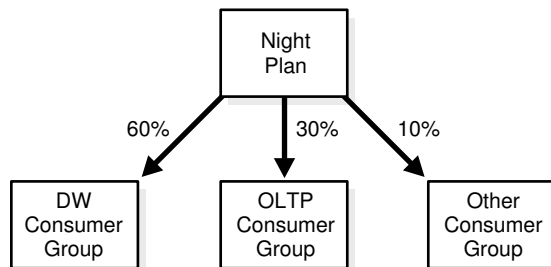 Night
Plan
60%
30%
10%
DW
Consumer
Group
OLTP
Consumer
Group
Other
Consumer
Group